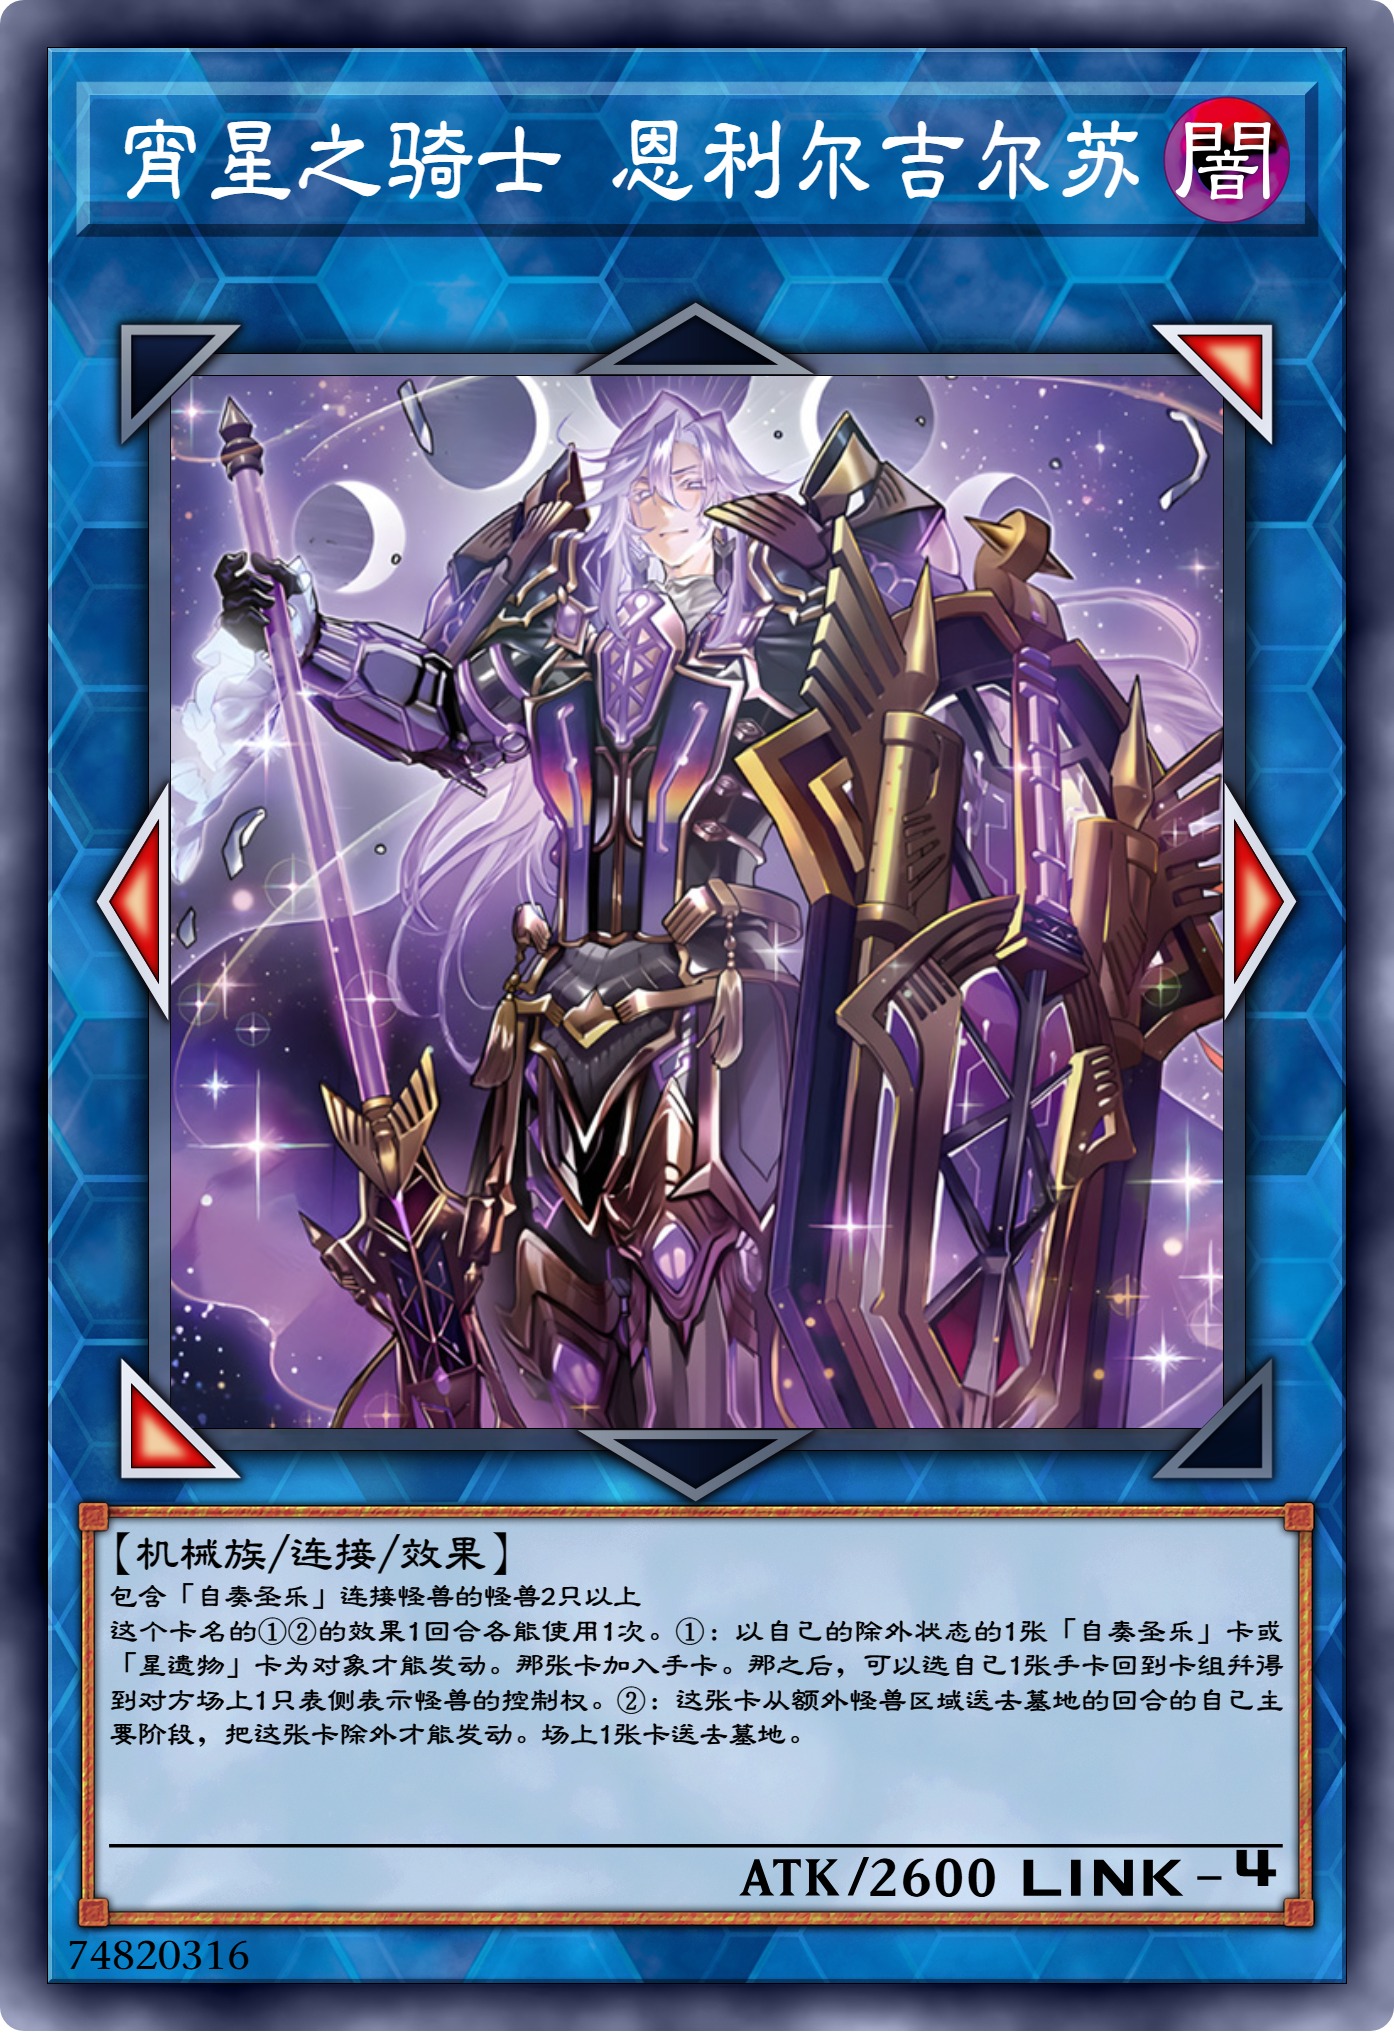 宵星之骑士 恩利尔吉尔苏 闇
【机械族/连接/效果】
包含「自奏圣乐」连接怪兽的怪兽2只以上
这个卡名的①②的效果1回合各能使用1次。①：以自己的除外状态的1张「自奏圣乐」卡或
「星遗物」卡为对象才能发动。那张卡加入手卡。那之后，可以选自己1张手卡回到卡组并得
到对方场上1只表侧表示怪兽的控制权。②：这张卡从额外怪兽区域送去墓地的回合的自己主
要阶段，把这张卡除外才能发动。场上1张卡送去墓地。
ATK/2600 LINK-4
74820316